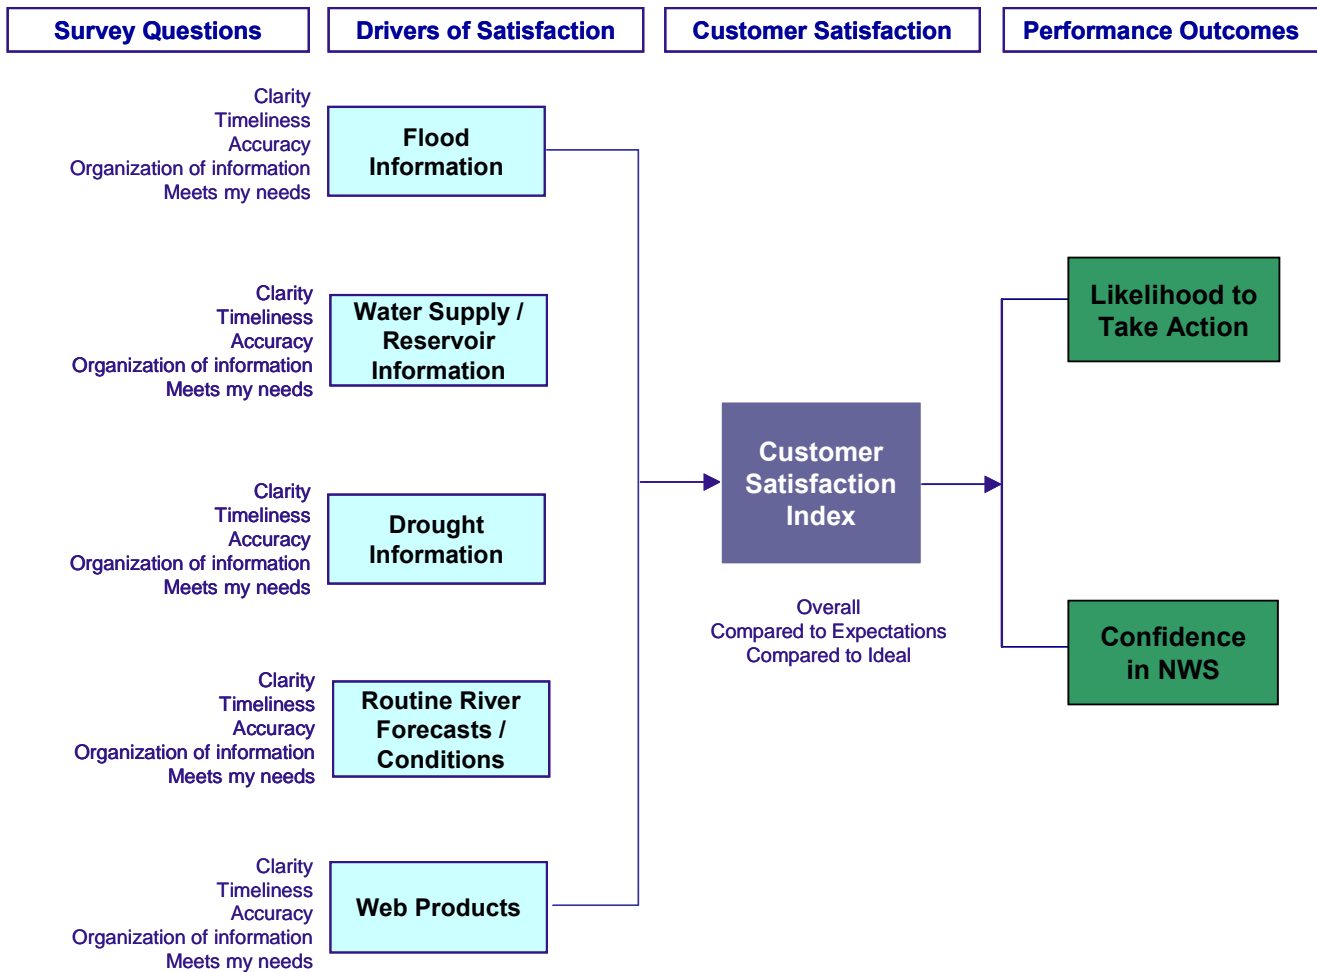 Survey Questions
Drivers of Satisfaction
Customer Satisfaction
Performance Outcomes
Clarity
Timeliness
Accuracy
Organization of information
Meets my needs
Flood
Information
Clarity
Timeliness
Accuracy
Organization of information
Meets my needs
Water Supply /
Reservoir
Information
Clarity
Timeliness
Accuracy
Organization of information
Meets my needs
Drought
Information
Clarity
Timeliness
Accuracy
Organization of information
Meets my needs
Routine River
Forecasts /
Conditions
Clarity
Timeliness
Accuracy
Organization of information
Meets my needs
Web Products
Customer
Satisfaction
Index
Overall
Compared to Expectations
Compared to Ideal
Likelihood to
Take Action
Confidence
in NWS